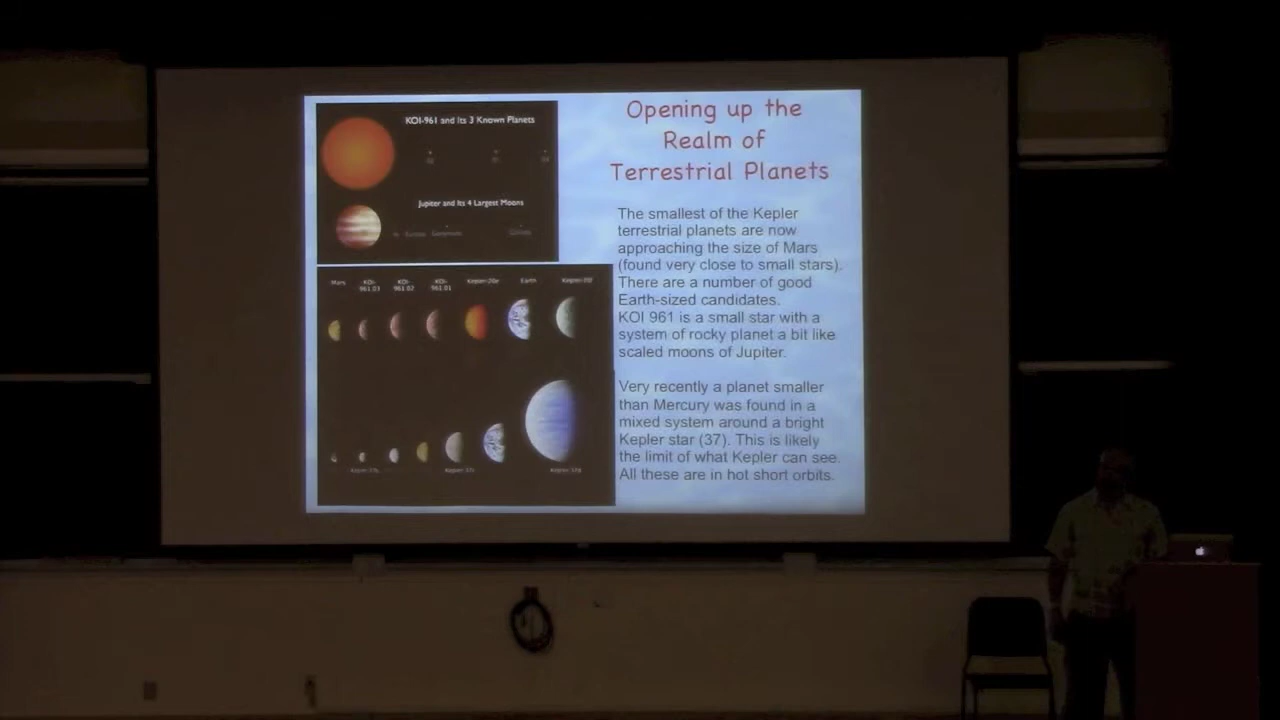 Opening up the
Realm of
Terrestrial Planets
KOI-961 and Its 3 Known Planets
Jupiter and Its 4 Largest Moons
Io Europa Ganymede Callisto
Mars KOI-961.03 KOI-961.02 KOI-961.01 Kepler-20e Earth Kepler-20f
Kepler-37b Kepler-37c Kepler-37d
The smallest of the Kepler
terrestrial planets are now
approaching the size of Mars
(found very close to small stars).
There are a number of good
Earth-sized candidates.
KOI 961 is a small star with a
system of rocky planet a bit like
scaled moons of Jupiter.
Very recently a planet smaller
than Mercury was found in a
mixed system around a bright
Kepler star (37). This is likely
the limit of what Kepler can see.
All these are in hot short orbits.